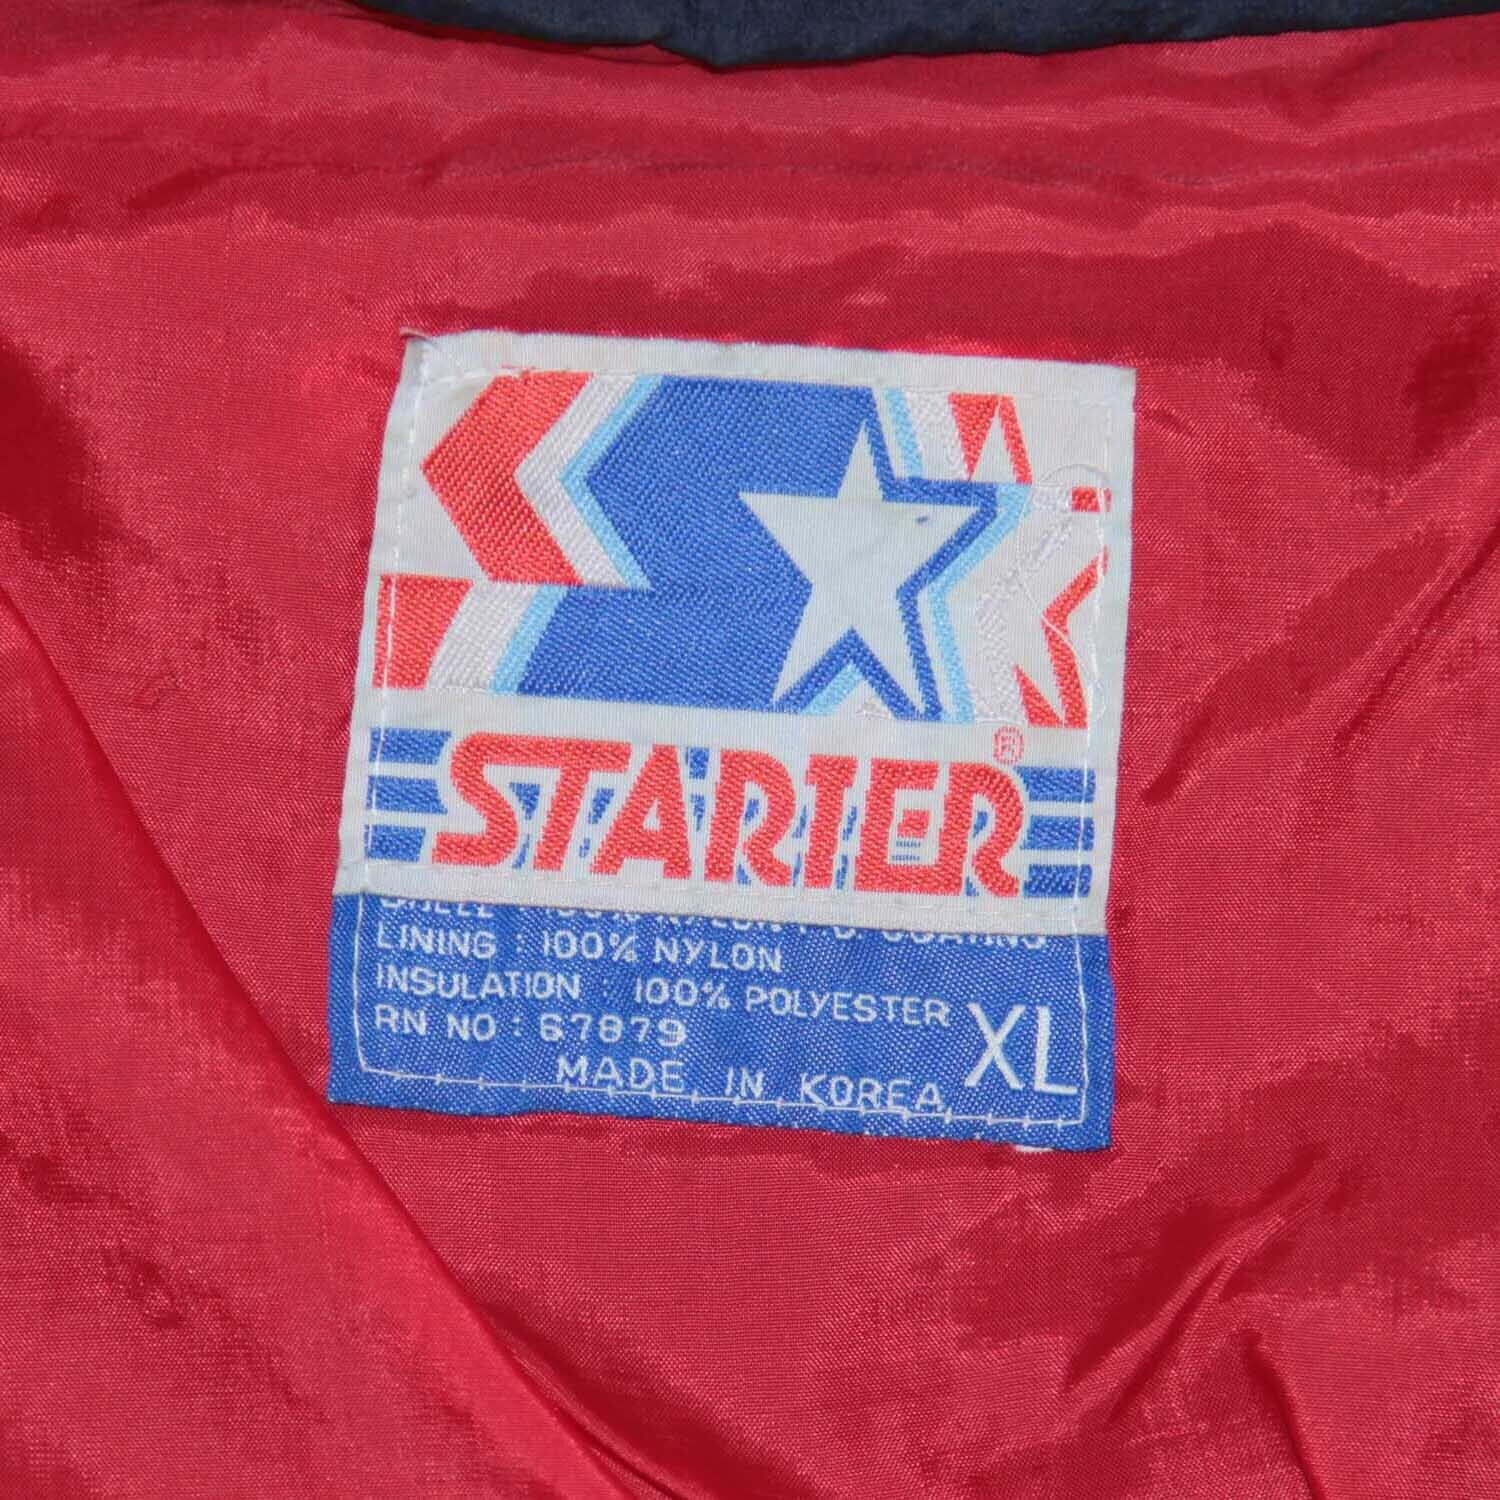 STARTER®
LINING : 100% NYLON
INSULATION : 100% POLYESTER
RN NO : 67879
MADE IN KOREA
XL